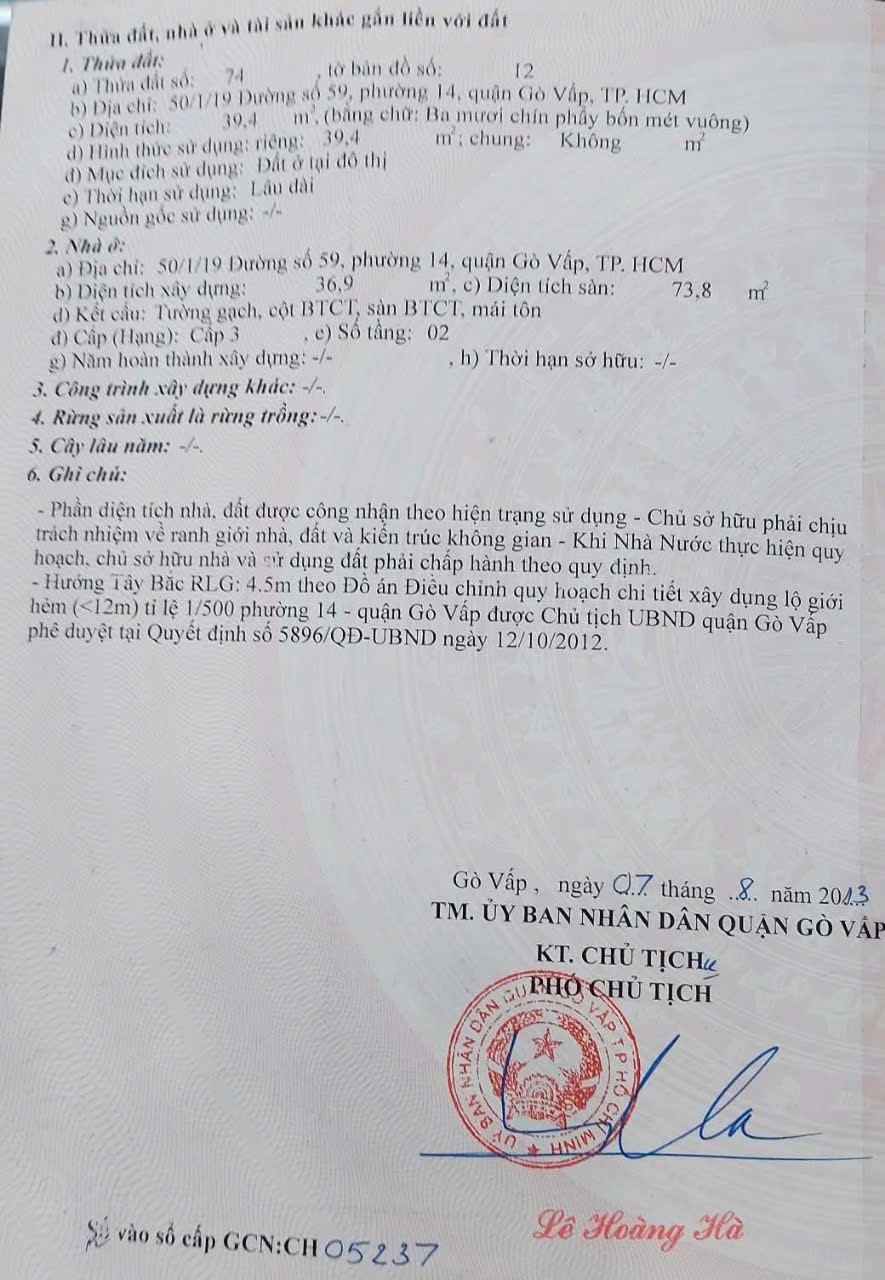 II. Thửa đất, nhà ở và tài sản khác gắn liền với đất
1. Thửa đất:
a) Thửa đất số: 74 , tờ bản đồ số: 12
b) Địa chỉ: 50/1/19 Đường số 59, phường 14, quận Gò Vấp, TP. HCM
c) Diện tích: 39,4 m², (bằng chữ: Ba mươi chín phẩy bốn mét vuông)
d) Hình thức sử dụng: riêng: 39,4 m²; chung: Không m²
đ) Mục đích sử dụng: Đất ở tại đô thị
e) Thời hạn sử dụng: Lâu dài
g) Nguồn gốc sử dụng: -/-
2. Nhà ở:
a) Địa chỉ: 50/1/19 Đường số 59, phường 14, quận Gò Vấp, TP. HCM
b) Diện tích xây dựng: 36,9 m², c) Diện tích sàn: 73,8 m²
d) Kết cấu: Tường gạch, cột BTCT, sàn BTCT, mái tôn
đ) Cấp (Hạng): Cấp 3 , e) Số tầng: 02
g) Năm hoàn thành xây dựng: -/- , h) Thời hạn sở hữu: -/-
3. Công trình xây dựng khác: -/-.
4. Rừng sản xuất là rừng trồng: -/-.
5. Cây lâu năm: -/-.
6. Ghi chú:
- Phần diện tích nhà, đất được công nhận theo hiện trạng sử dụng - Chủ sở hữu phải chịu
trách nhiệm về ranh giới nhà, đất và kiến trúc không gian - Khi Nhà Nước thực hiện quy
hoạch, chủ sở hữu nhà và sử dụng đất phải chấp hành theo quy định.
- Hướng Tây Bắc RLG: 4.5m theo Đồ án Điều chỉnh quy hoạch chi tiết xây dựng lộ giới
hẻm (<12m) tỉ lệ 1/500 phường 14 - quận Gò Vấp được Chủ tịch UBND quận Gò Vấp
phê duyệt tại Quyết định số 5896/QĐ-UBND ngày 12/10/2012.
Gò Vấp , ngày 07 tháng ..8.. năm 2013
TM. ỦY BAN NHÂN DÂN QUẬN GÒ VẤP
KT. CHỦ TỊCH
PHÓ CHỦ TỊCH
ỦY BAN NHÂN DÂN QUẬN GÒ VẤP TP HỒ CHÍ MINH
Lê Hoàng Hà
Số vào sổ cấp GCN:CH 05237